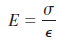 E = σ/ϵ